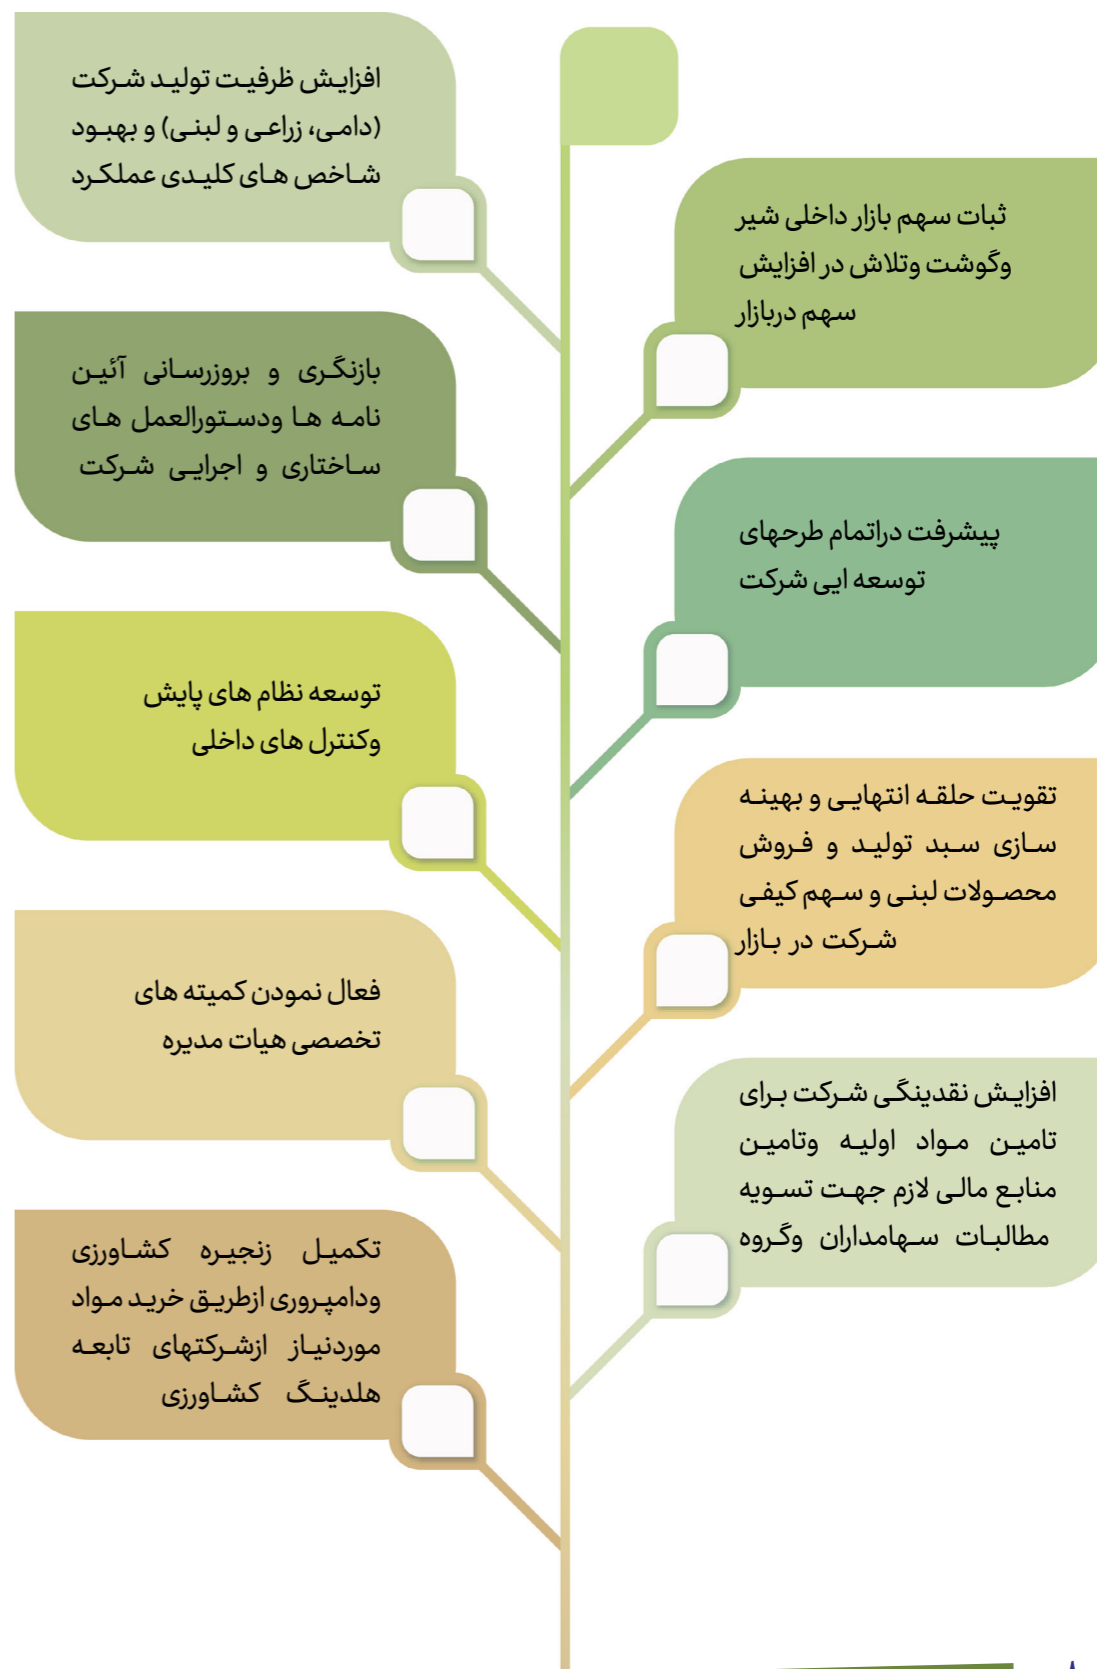 افزایش ظرفیت تولید شرکت
(دامی، زراعی و لبنی) و بهبود
شاخص های کلیدی عملکرد
ثبات سهم بازار داخلی شیر
وگوشت وتلاش در افزایش
سهم دربازار
بازنگری و بروزرسانی آئین
نامه ها ودستورالعمل های
ساختاری و اجرایی شرکت
پیشرفت دراتمام طرحهای
توسعه ایی شرکت
توسعه نظام های پایش
وکنترل های داخلی
تقویت حلقه انتهایی و بهینه
سازی سبد تولید و فروش
محصولات لبنی و سهم کیفی
شرکت در بازار
فعال نمودن کمیته های
تخصصی هیات مدیره
افزایش نقدینگی شرکت برای
تامین مواد اولیه وتامین
منابع مالی لازم جهت تسویه
مطالبات سهامداران وگروه
تکمیل زنجیره کشاورزی
ودامپروری ازطریق خرید مواد
موردنیاز ازشرکتهای تابعه
هلدینگ کشاورزی